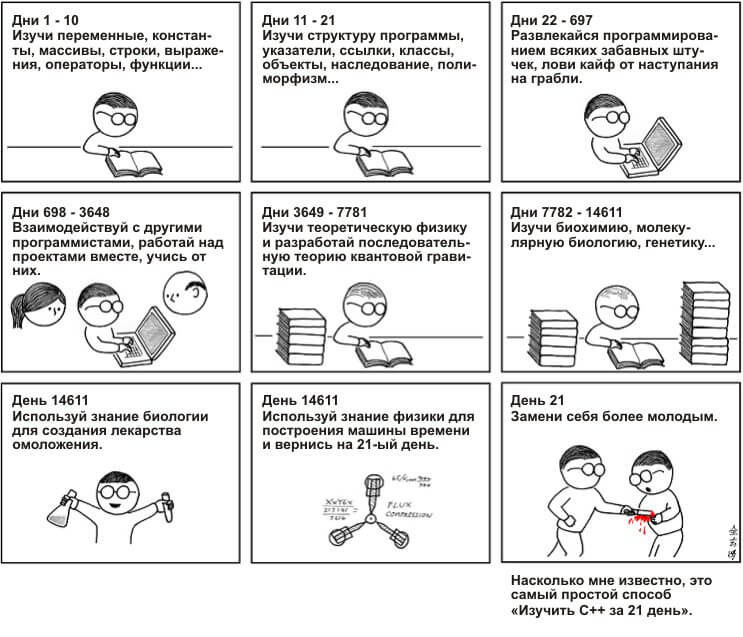 Дни 1 - 10
Изучи переменные, констан-
ты, массивы, строки, выраже-
ния, операторы, функции...
Дни 11 - 21
Изучи структуру программы,
указатели, ссылки, классы,
объекты, наследование, поли-
морфизм...
Дни 22 - 697
Развлекайся программирова-
нием всяких забавных шту-
чек, лови кайф от наступания
на грабли.
Дни 698 - 3648
Взаимодействуй с другими
программистами, работай над
проектами вместе, учись от
них.
Дни 3649 - 7781
Изучи теоретическую физику
и разработай последователь-
ную теорию квантовой грави-
тации.
Дни 7782 - 14611
Изучи биохимию, молеку-
лярную биологию, генетику...
День 14611
Используй знание биологии
для создания лекарства
омоложения.
День 14611
Используй знание физики для
построения машины времени
и вернись на 21-ый день.
FLUX
COMPRESSION
День 21
Замени себя более молодым.
Насколько мне известно, это
самый простой способ
«Изучить C++ за 21 день».